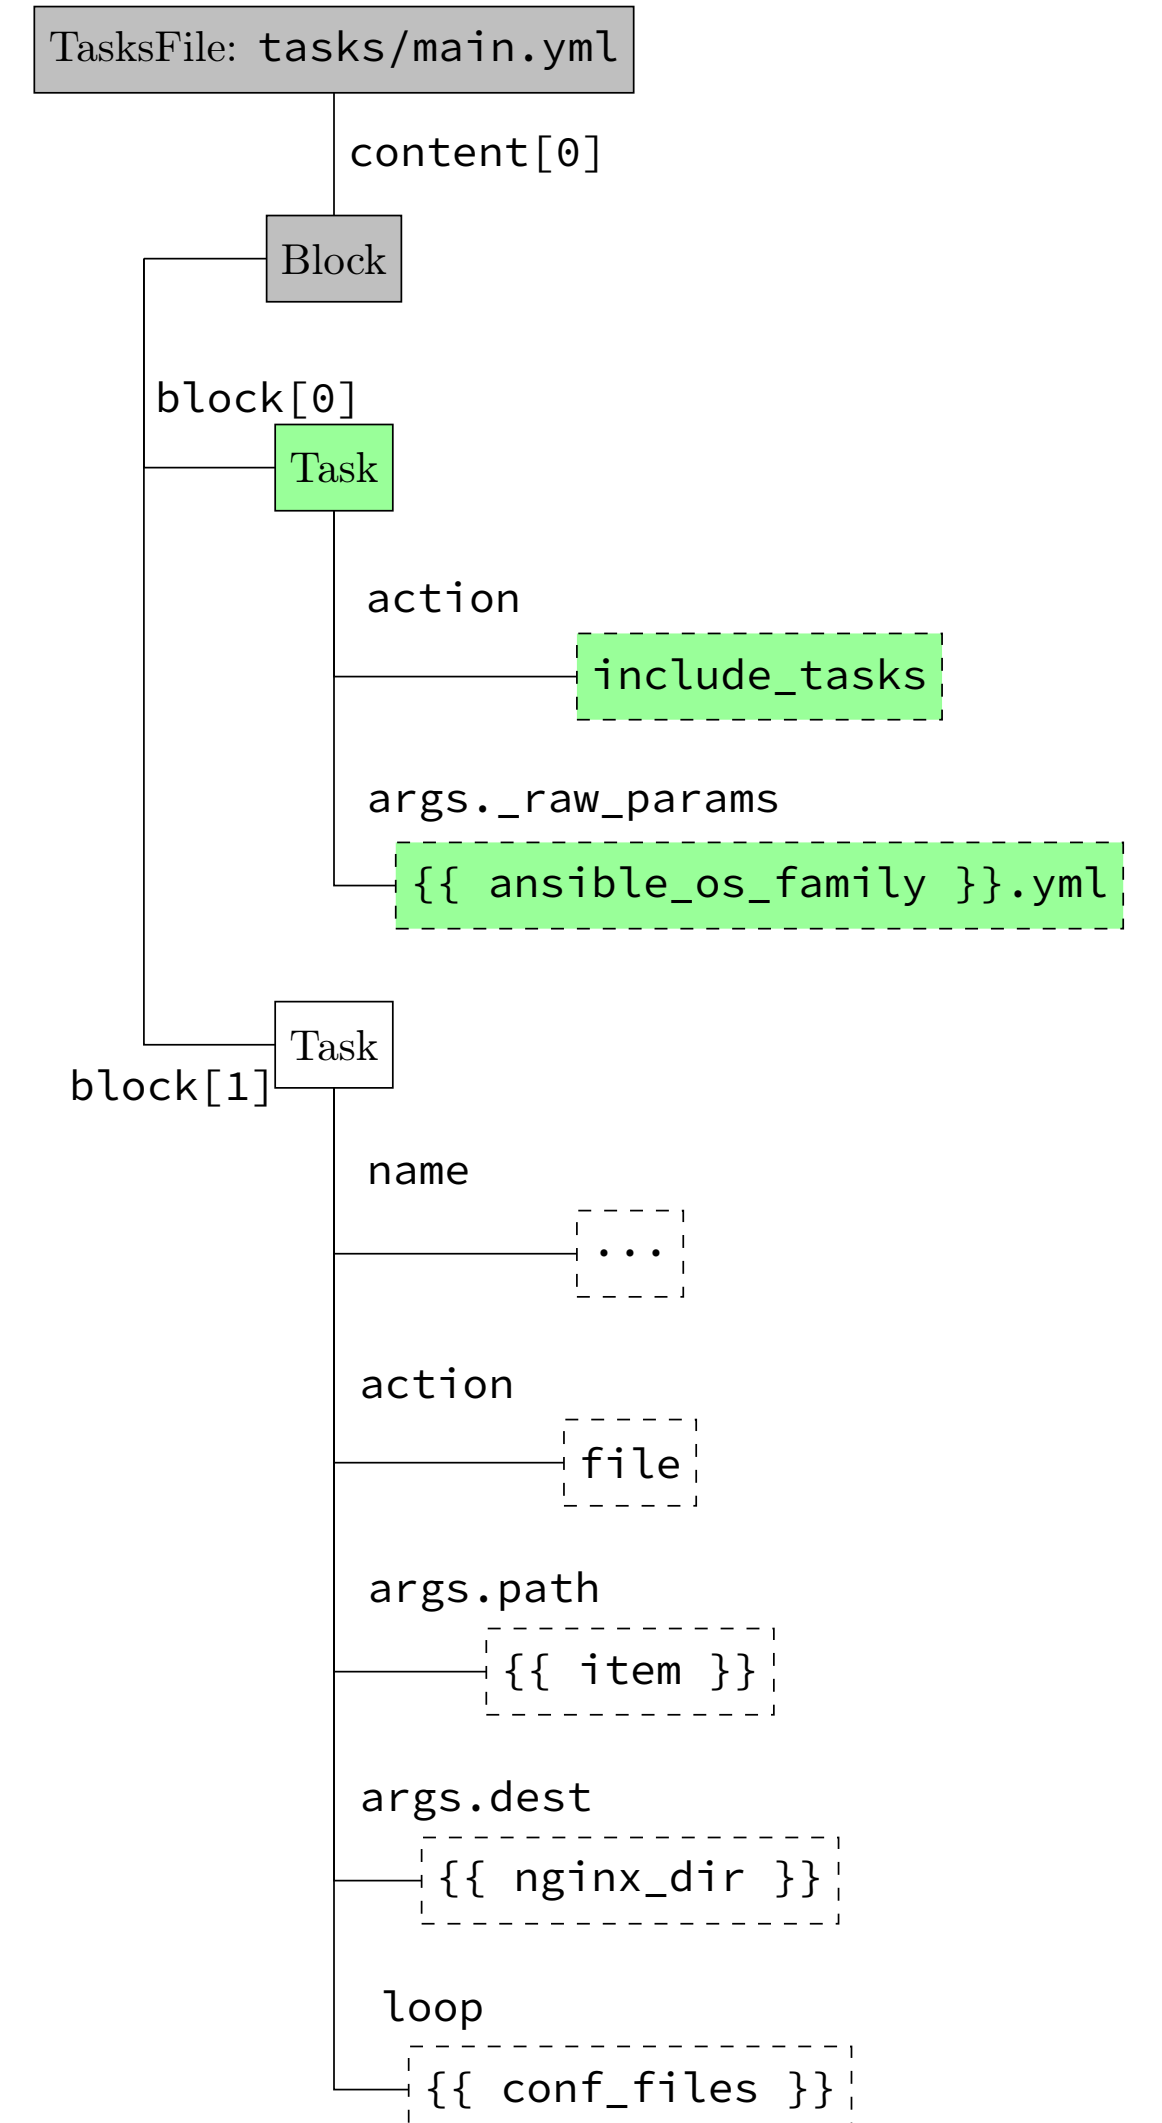 TasksFile: tasks/main.yml
content[0]
Block
block[0]
Task
action
include_tasks
args._raw_params
{{ ansible_os_family }}.yml
Task
block[1]
name
...
action
file
args.path
{{ item }}
args.dest
{{ nginx_dir }}
loop
{{ conf_files }}